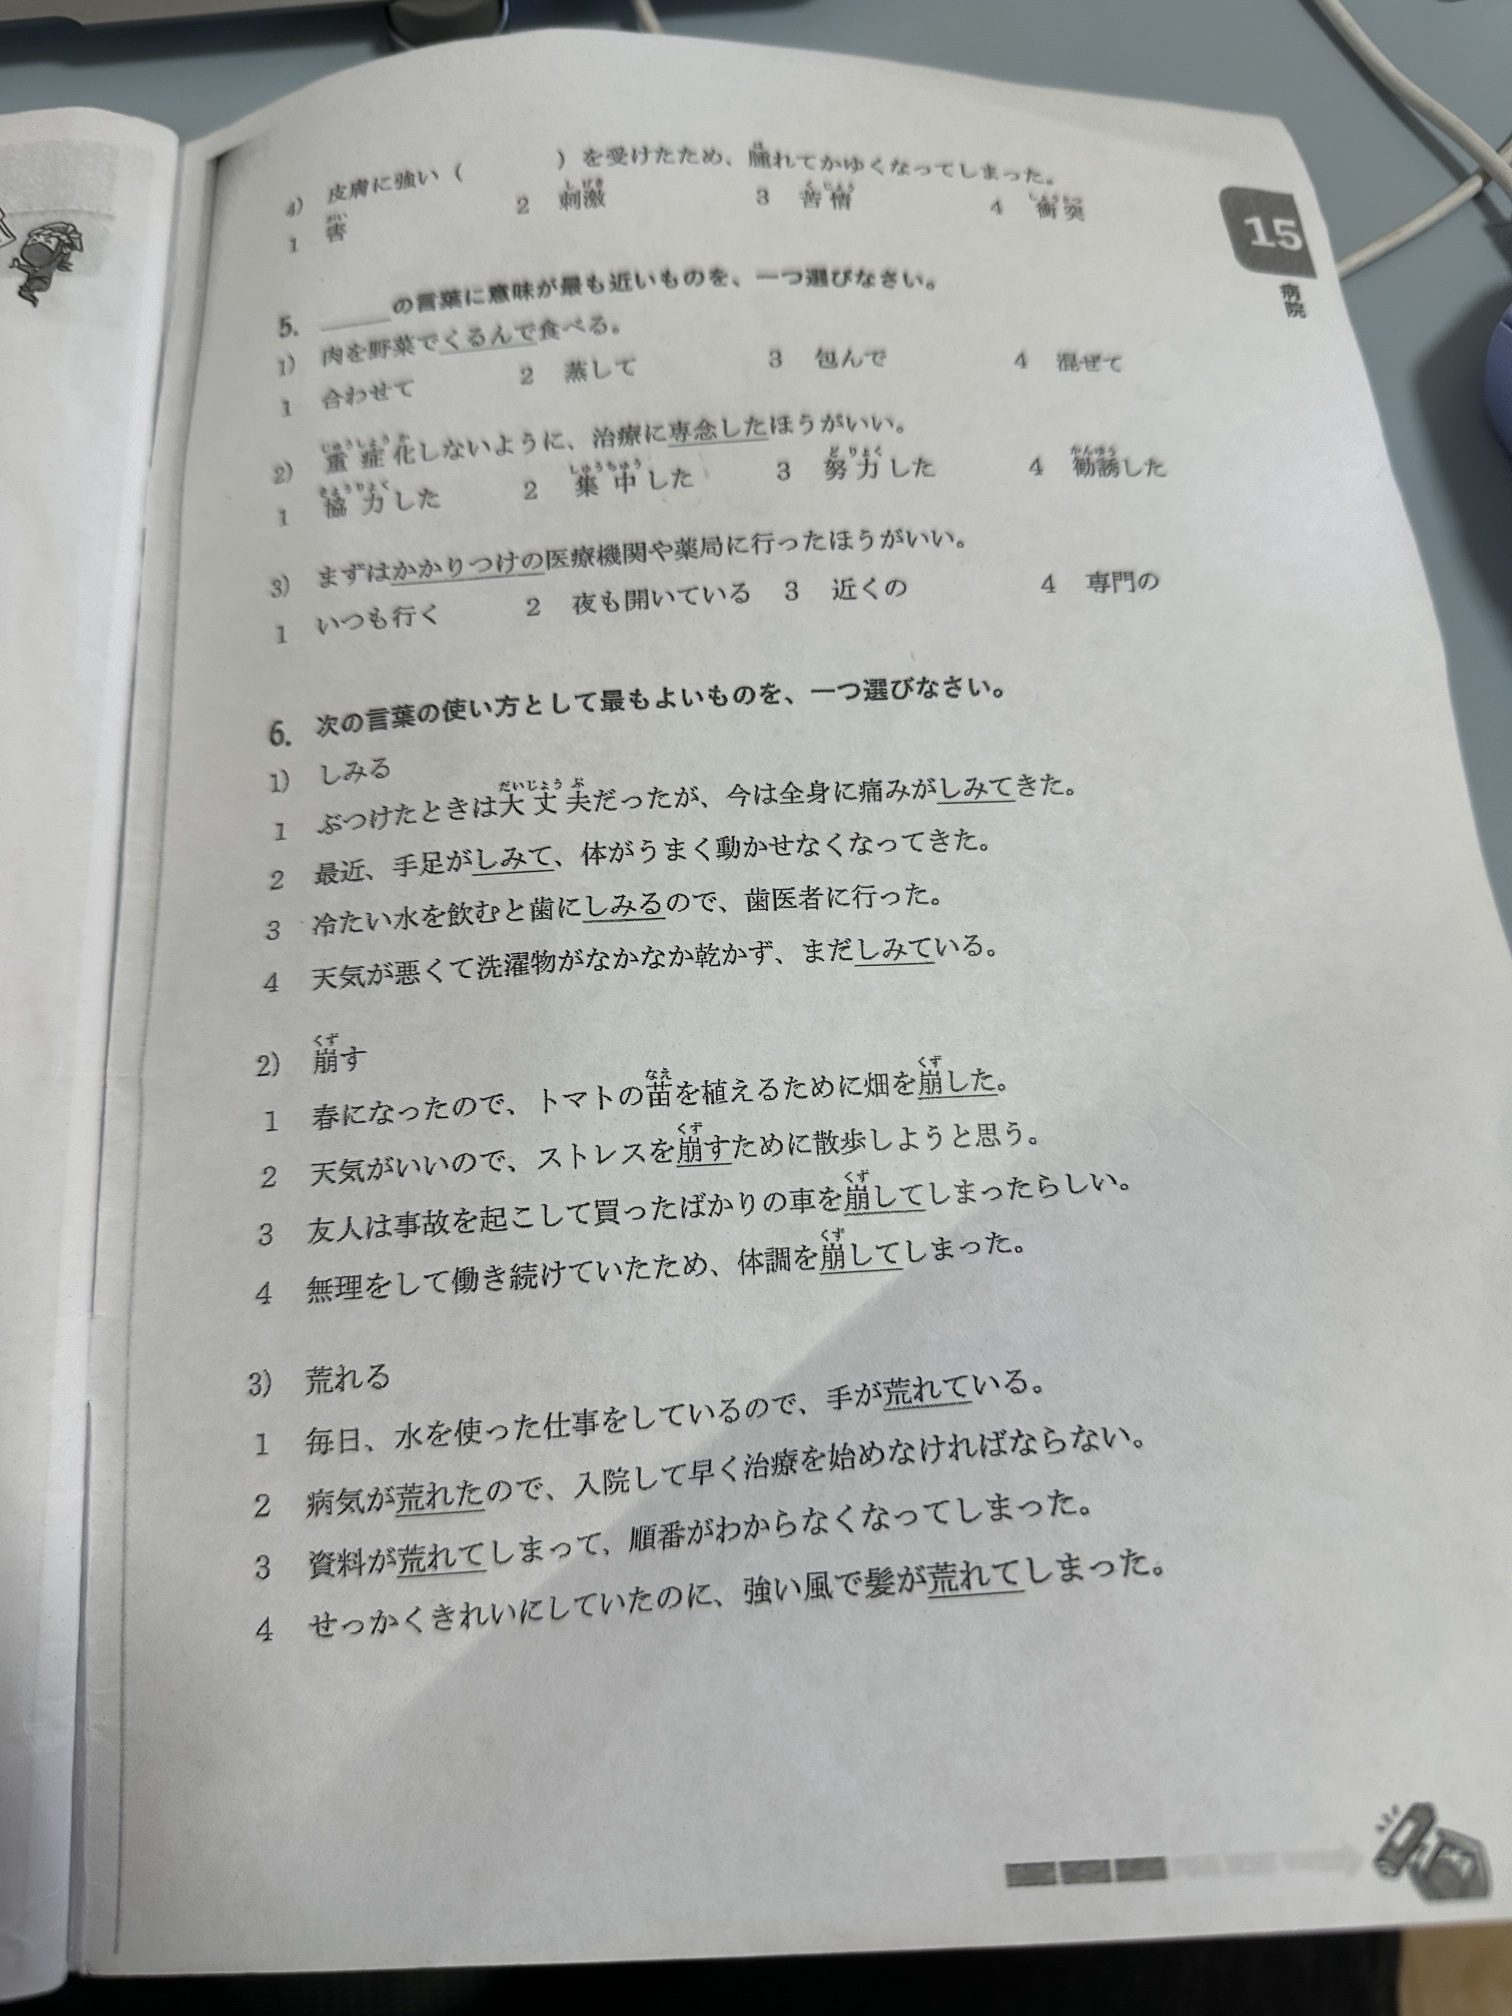 4) 皮膚に強い（　　　）を受けたため、腫れてかゆくなってしまった。
1 害 2 刺激 3 苦情 4 衝突
15
病院
5. ＿＿＿の言葉に意味が最も近いものを、一つ選びなさい。
1) 肉を野菜でくるんで食べる。
1 合わせて 2 蒸して 3 包んで 4 混ぜて
2) 重症化しないように、治療に専念したほうがいい。
1 協力した 2 集中した 3 努力した 4 勧誘した
3) まずはかかりつけの医療機関や薬局に行ったほうがいい。
1 いつも行く 2 夜も開いている 3 近くの 4 専門の
6. 次の言葉の使い方として最もよいものを、一つ選びなさい。
1) しみる
1 ぶつけたときは大丈夫だったが、今は全身に痛みがしみてきた。
2 最近、手足がしみて、体がうまく動かせなくなってきた。
3 冷たい水を飲むと歯にしみるので、歯医者に行った。
4 天気が悪くて洗濯物がなかなか乾かず、まだしみている。
2) 崩す
1 春になったので、トマトの苗を植えるために畑を崩した。
2 天気がいいので、ストレスを崩すために散歩しようと思う。
3 友人は事故を起こして買ったばかりの車を崩してしまったらしい。
4 無理をして働き続けていたため、体調を崩してしまった。
3) 荒れる
1 毎日、水を使った仕事をしているので、手が荒れている。
2 病気が荒れたので、入院して早く治療を始めなければならない。
3 資料が荒れてしまって、順番がわからなくなってしまった。
4 せっかくきれいにしていたのに、強い風で髪が荒れてしまった。